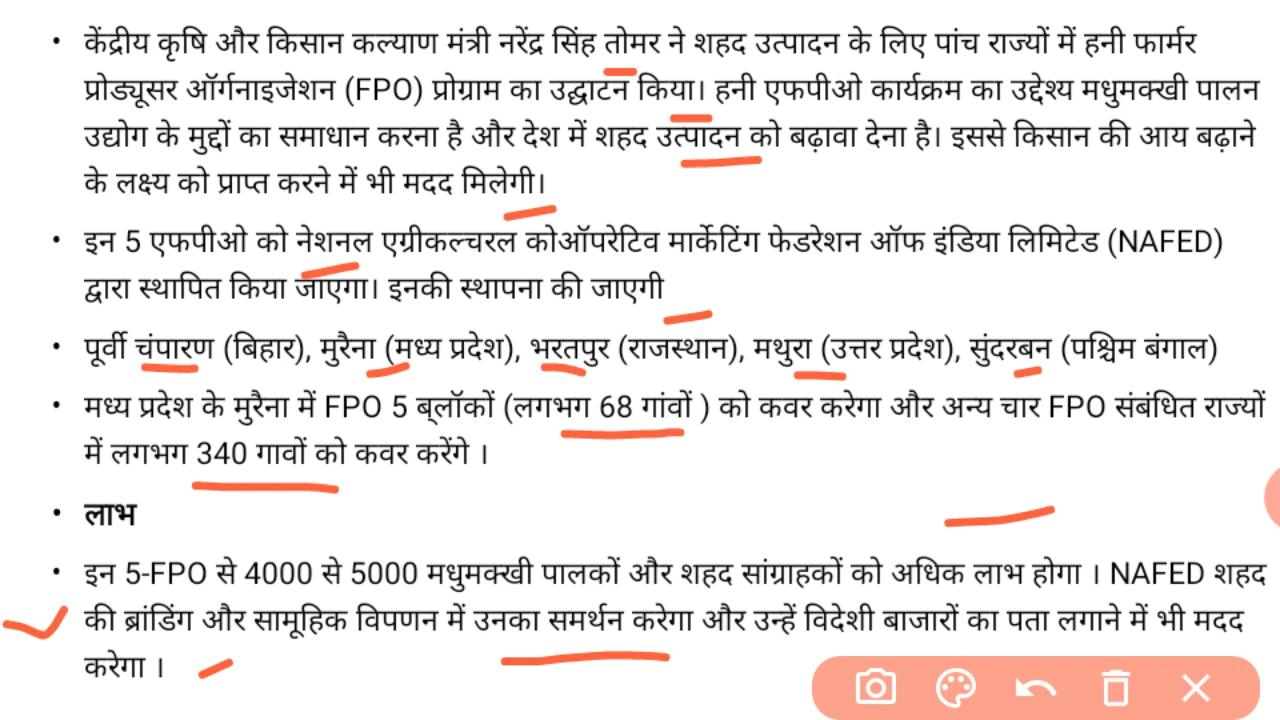 • केंद्रीय कृषि और किसान कल्याण मंत्री नरेंद्र सिंह तोमर ने शहद उत्पादन के लिए पांच राज्यों में हनी फार्मर
प्रोड्यूसर ऑर्गनाइजेशन (FPO) प्रोग्राम का उद्घाटन किया। हनी एफपीओ कार्यक्रम का उद्देश्य मधुमक्खी पालन
उद्योग के मुद्दों का समाधान करना है और देश में शहद उत्पादन को बढ़ावा देना है। इससे किसान की आय बढ़ाने
के लक्ष्य को प्राप्त करने में भी मदद मिलेगी।
• इन 5 एफपीओ को नेशनल एग्रीकल्चरल कोऑपरेटिव मार्केटिंग फेडरेशन ऑफ इंडिया लिमिटेड (NAFED)
द्वारा स्थापित किया जाएगा। इनकी स्थापना की जाएगी
• पूर्वी चंपारण (बिहार), मुरैना (मध्य प्रदेश), भरतपुर (राजस्थान), मथुरा (उत्तर प्रदेश), सुंदरबन (पश्चिम बंगाल)
• मध्य प्रदेश के मुरैना में FPO 5 ब्लॉकों (लगभग 68 गांवों ) को कवर करेगा और अन्य चार FPO संबंधित राज्यों
में लगभग 340 गावों को कवर करेंगे ।
• लाभ
• इन 5-FPO से 4000 से 5000 मधुमक्खी पालकों और शहद सांग्राहकों को अधिक लाभ होगा । NAFED शहद
की ब्रांडिंग और सामूहिक विपणन में उनका समर्थन करेगा और उन्हें विदेशी बाजारों का पता लगाने में भी मदद
करेगा ।